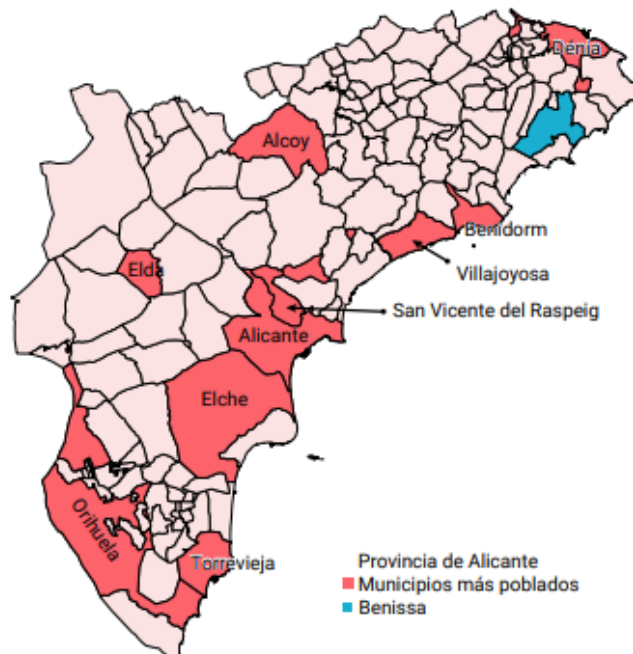 Dénia
Alcoy
Benidorm
Villajoyosa
Elda
San Vicente del Raspeig
Alicante
Elche
Orihuela
Torrevieja
Provincia de Alicante
Municipios más poblados
Benissa